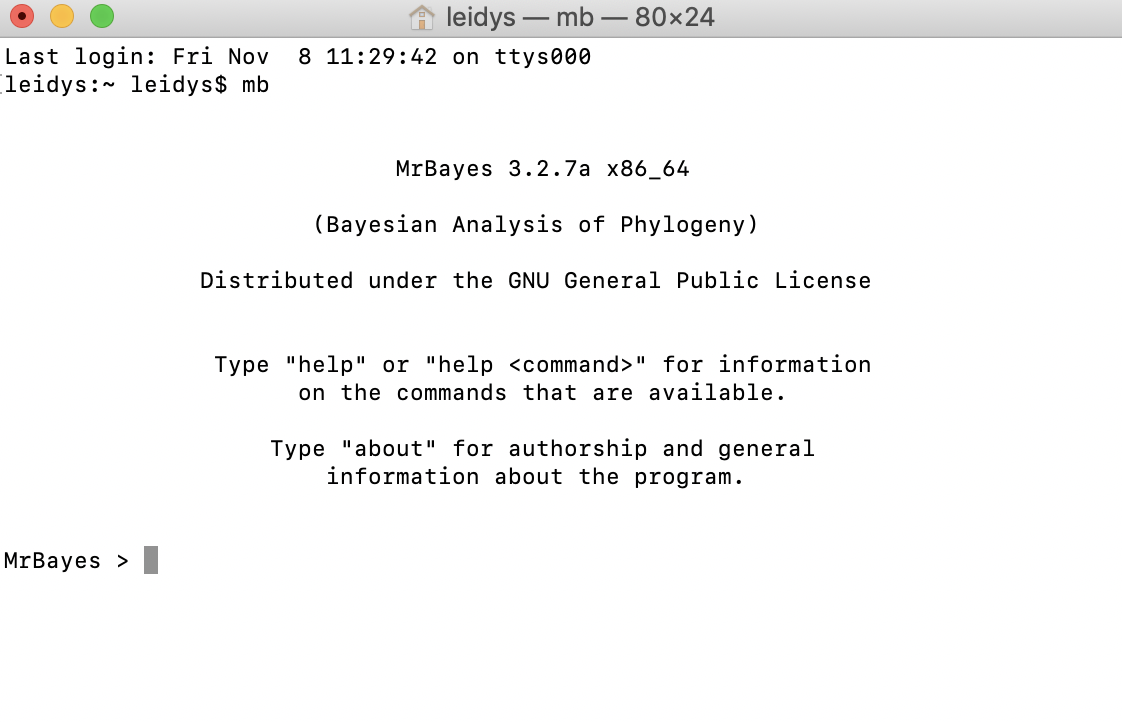 leidys — mb — 80×24
Last login: Fri Nov  8 11:29:42 on ttys000
leidys:~ leidys$ mb
MrBayes 3.2.7a x86_64
(Bayesian Analysis of Phylogeny)
Distributed under the GNU General Public License
Type "help" or "help <command>" for information
on the commands that are available.
Type "about" for authorship and general
information about the program.
MrBayes >